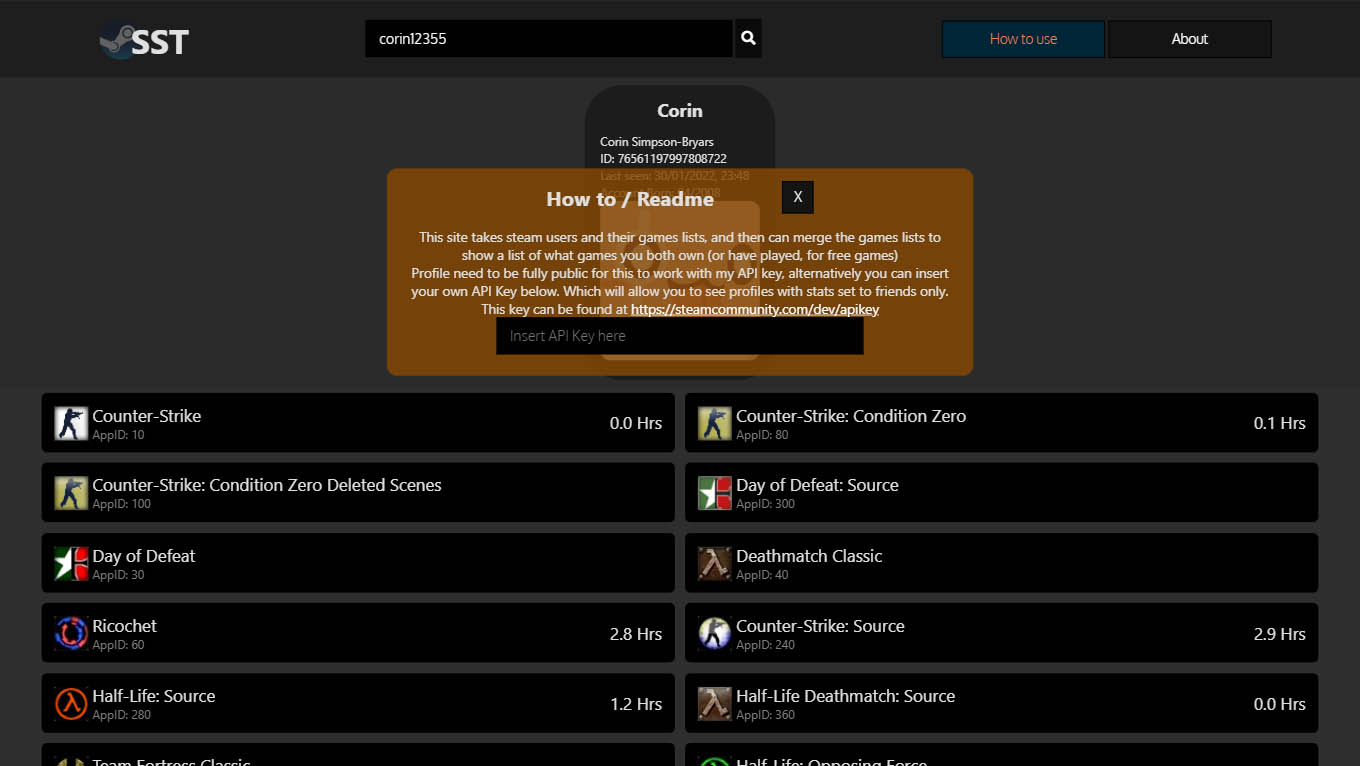 SST
corin12355
How to use
About
Corin
Corin Simpson-Bryars
ID: 76561197997808722
Last seen: 30/01/2022, 23:48
How to / Readme
X
This site takes steam users and their games lists, and then can merge the games lists to
show a list of what games you both own (or have played, for free games)
Profile need to be fully public for this to work with my API key, alternatively you can insert
your own API Key below. Which will allow you to see profiles with stats set to friends only.
This key can be found at https://steamcommunity.com/dev/apikey
Insert API Key here
Counter-Strike
AppID: 10
0.0 Hrs
Counter-Strike: Condition Zero
AppID: 80
0.1 Hrs
Counter-Strike: Condition Zero Deleted Scenes
AppID: 100
Day of Defeat: Source
AppID: 300
Day of Defeat
AppID: 30
Deathmatch Classic
AppID: 40
Ricochet
AppID: 60
2.8 Hrs
Counter-Strike: Source
AppID: 240
2.9 Hrs
Half-Life: Source
AppID: 280
1.2 Hrs
Half-Life Deathmatch: Source
AppID: 360
0.0 Hrs
Team Fortress Classic
Half-Life: Opposing Force